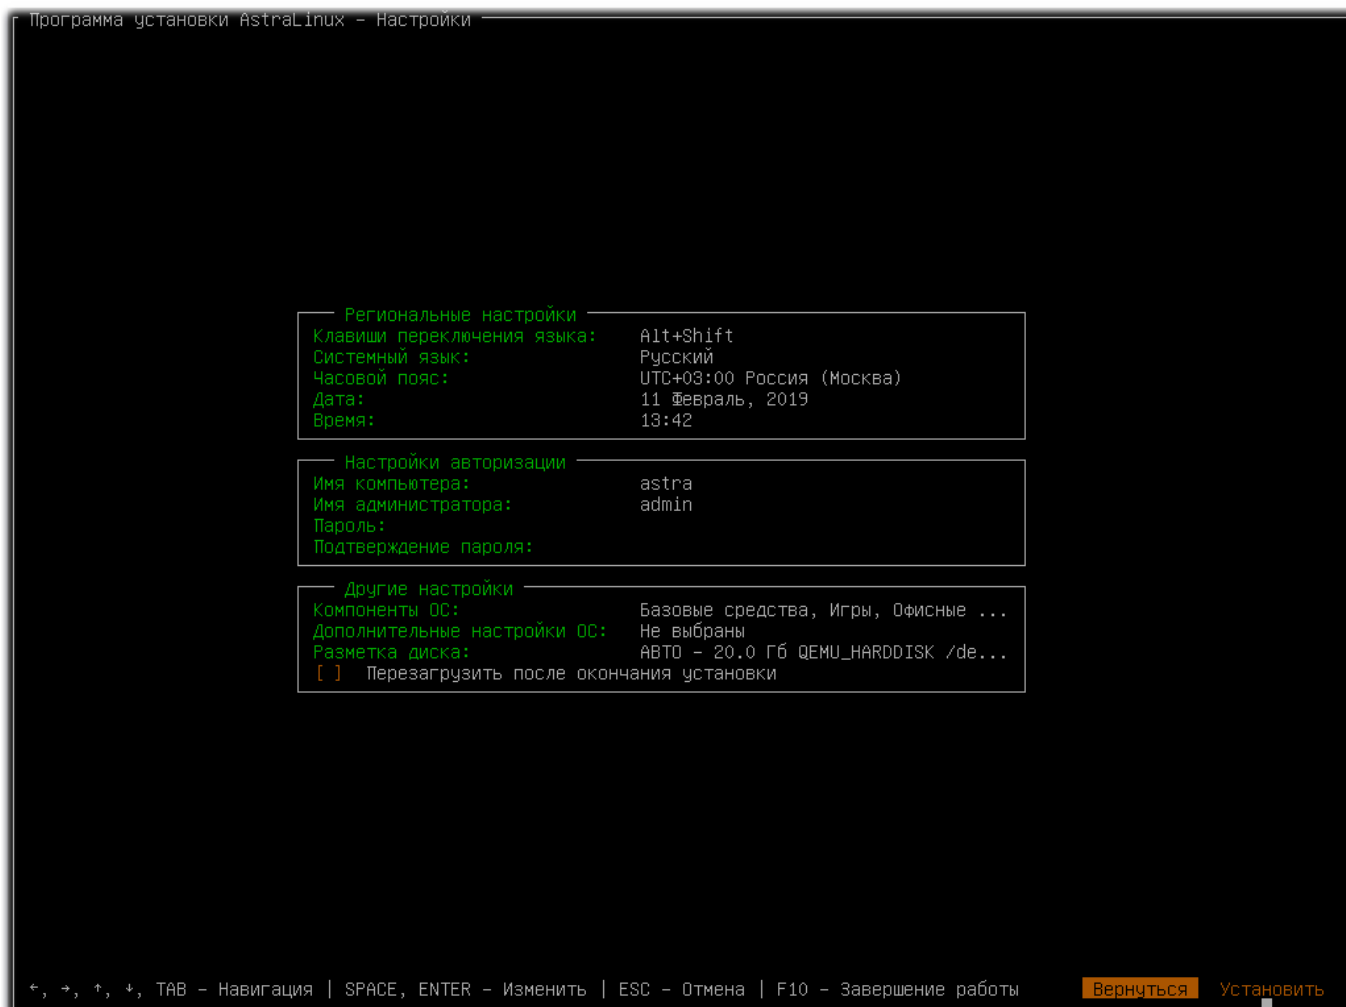 Программа установки AstraLinux – Настройки
Региональные настройки
Клавиши переключения языка: Alt+Shift
Системный язык: Русский
Часовой пояс: UTC+03:00 Россия (Москва)
Дата: 11 Февраль, 2019
Время: 13:42
Настройки авторизации
Имя компьютера: astra
Имя администратора: admin
Пароль:
Подтверждение пароля:
Другие настройки
Компоненты ОС: Базовые средства, Игры, Офисные ...
Дополнительные настройки ОС: Не выбраны
Разметка диска: АВТО – 20.0 Гб QEMU_HARDDISK /de...
[ ] Перезагрузить после окончания установки
←, →, ↑, ↓, TAB – Навигация | SPACE, ENTER – Изменить | ESC – Отмена | F10 – Завершение работы Вернуться Установить